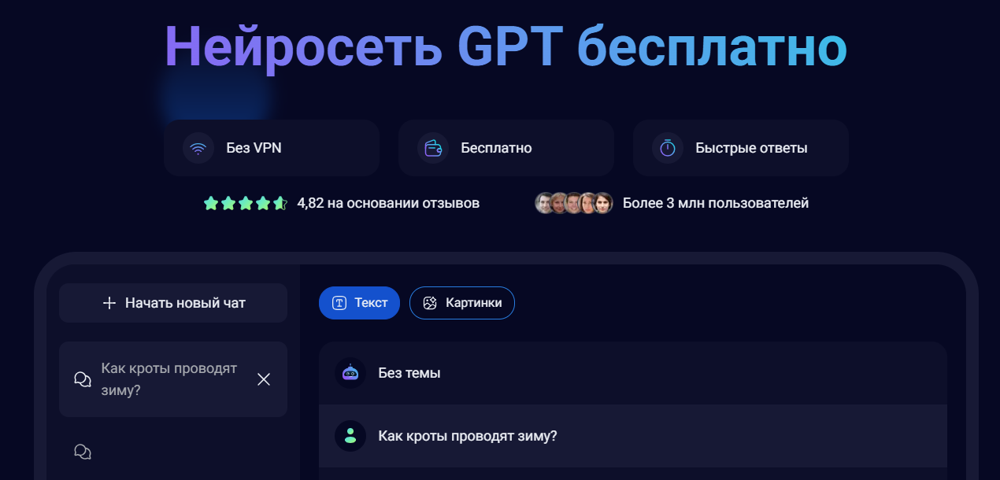 Нейросеть GPT бесплатно
Без VPN
Бесплатно
Быстрые ответы
4,82 на основании отзывов
Более 3 млн пользователей
Начать новый чат
Как кроты проводят
зиму?
Текст
Картинки
Без темы
Как кроты проводят зиму?